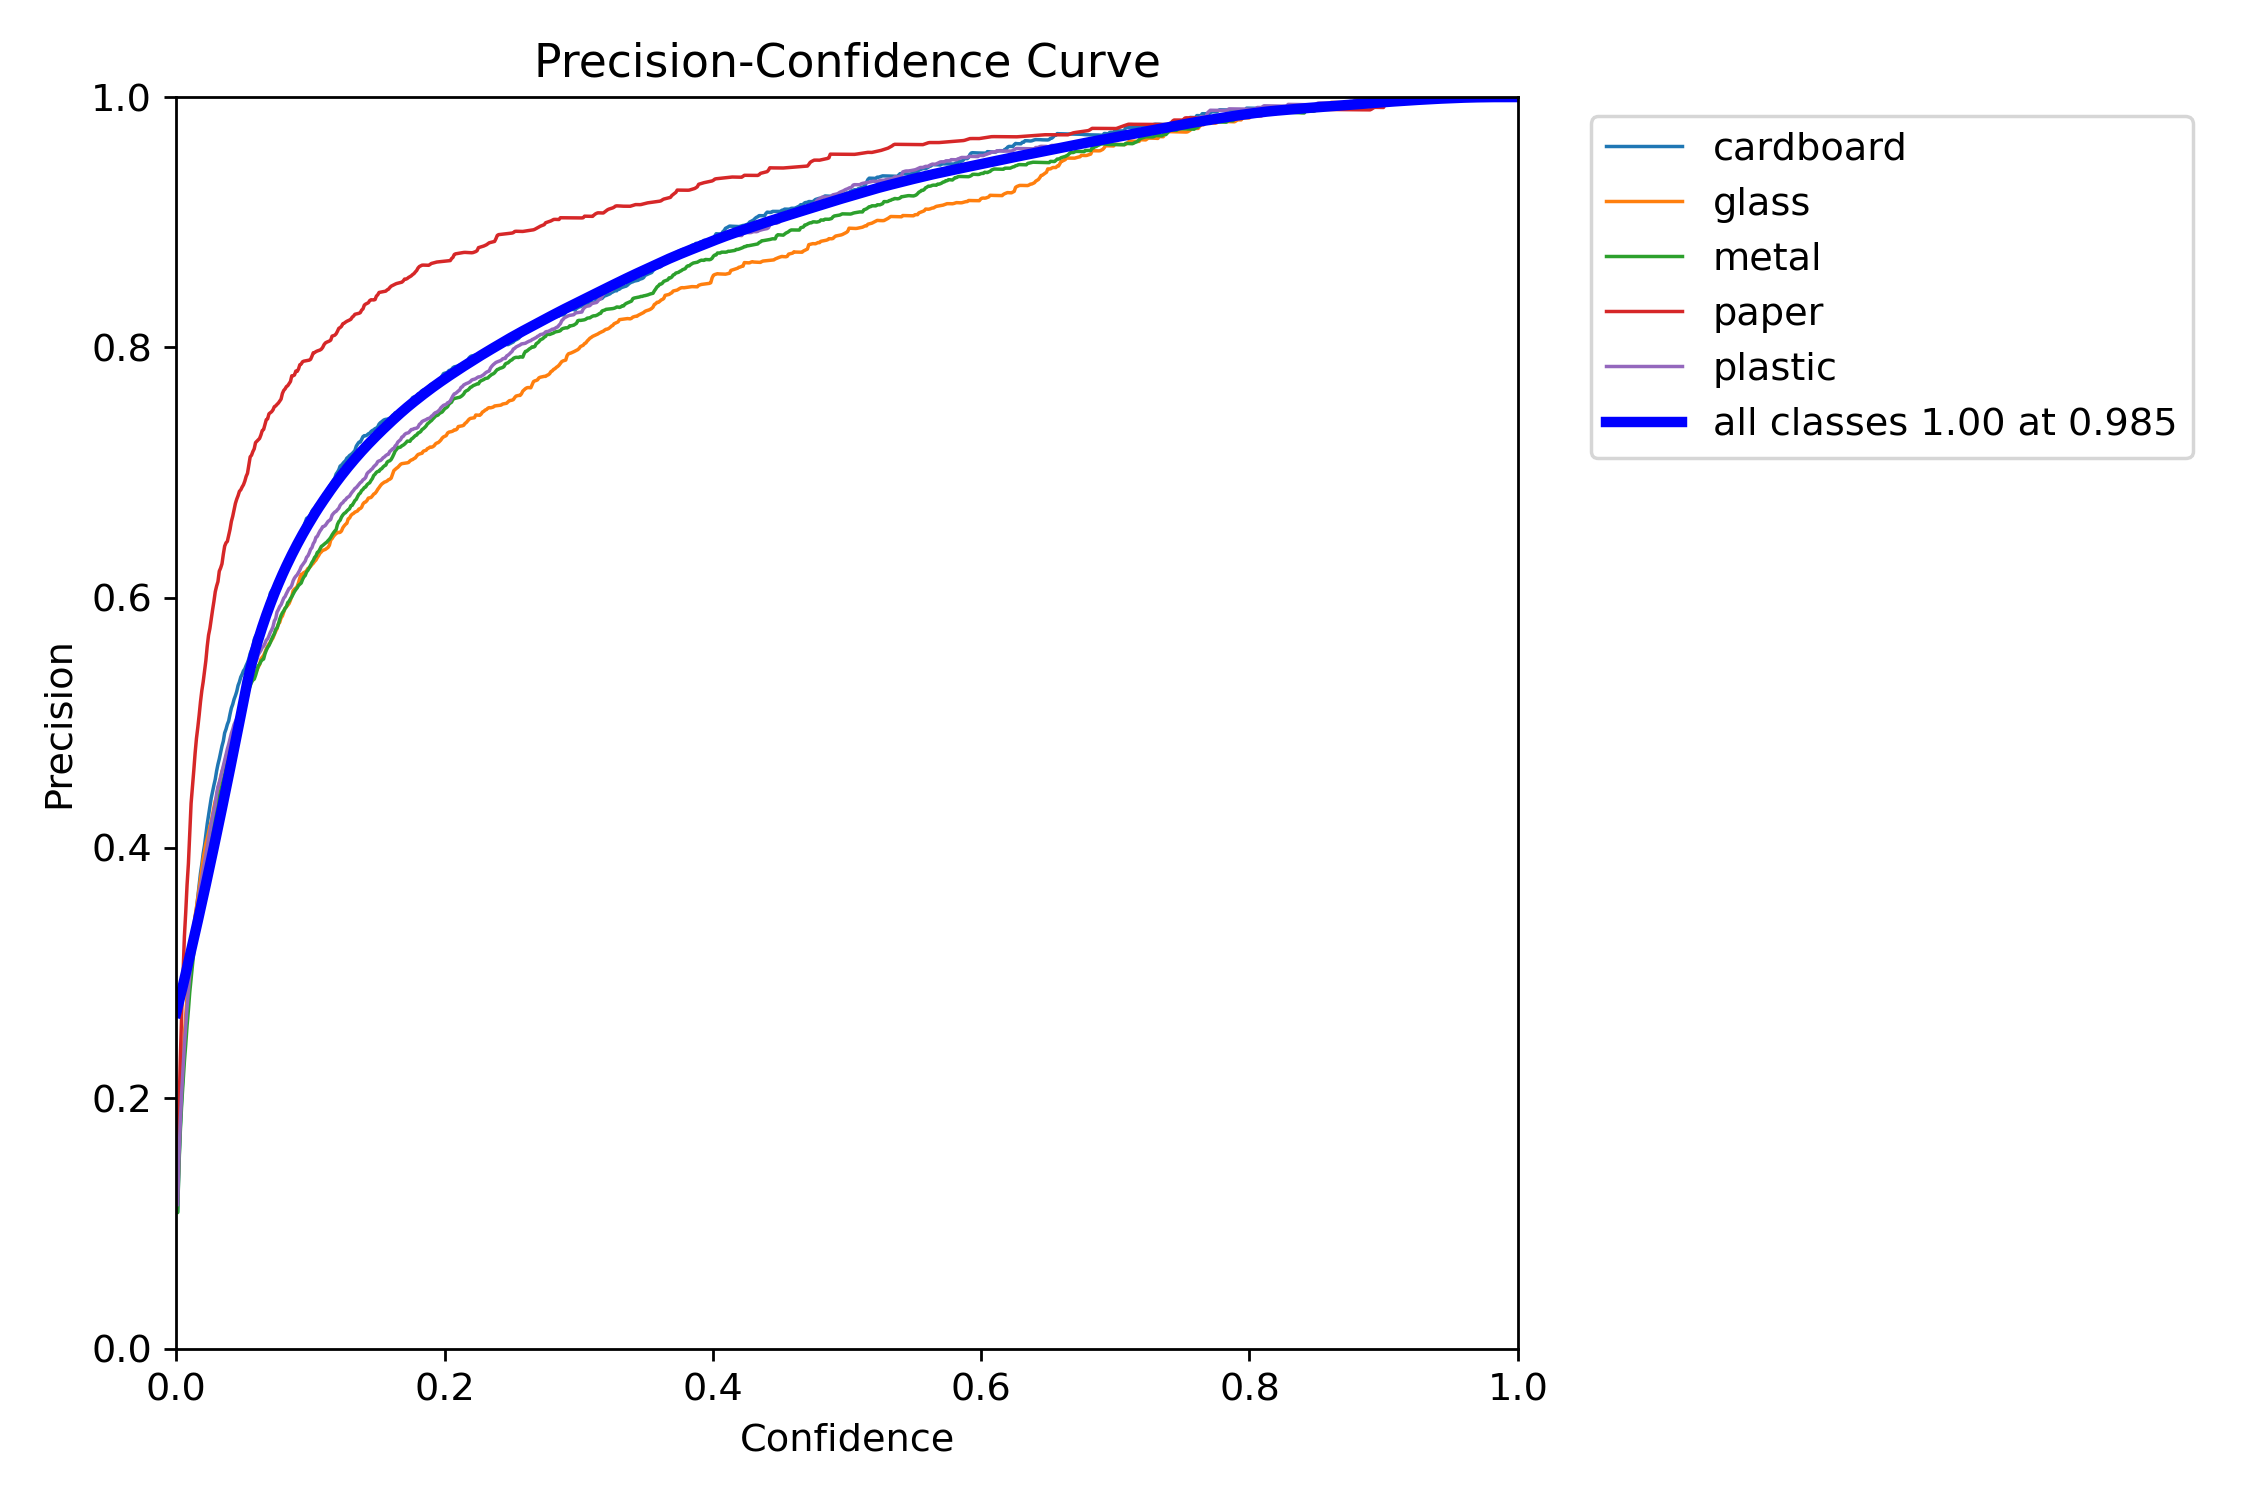 Precision-Confidence Curve
1.0
0.8
0.6
0.4
0.2
0.0
Precision
0.0 0.2 0.4 0.6 0.8 1.0
Confidence
cardboard
glass
metal
paper
plastic
all classes 1.00 at 0.985